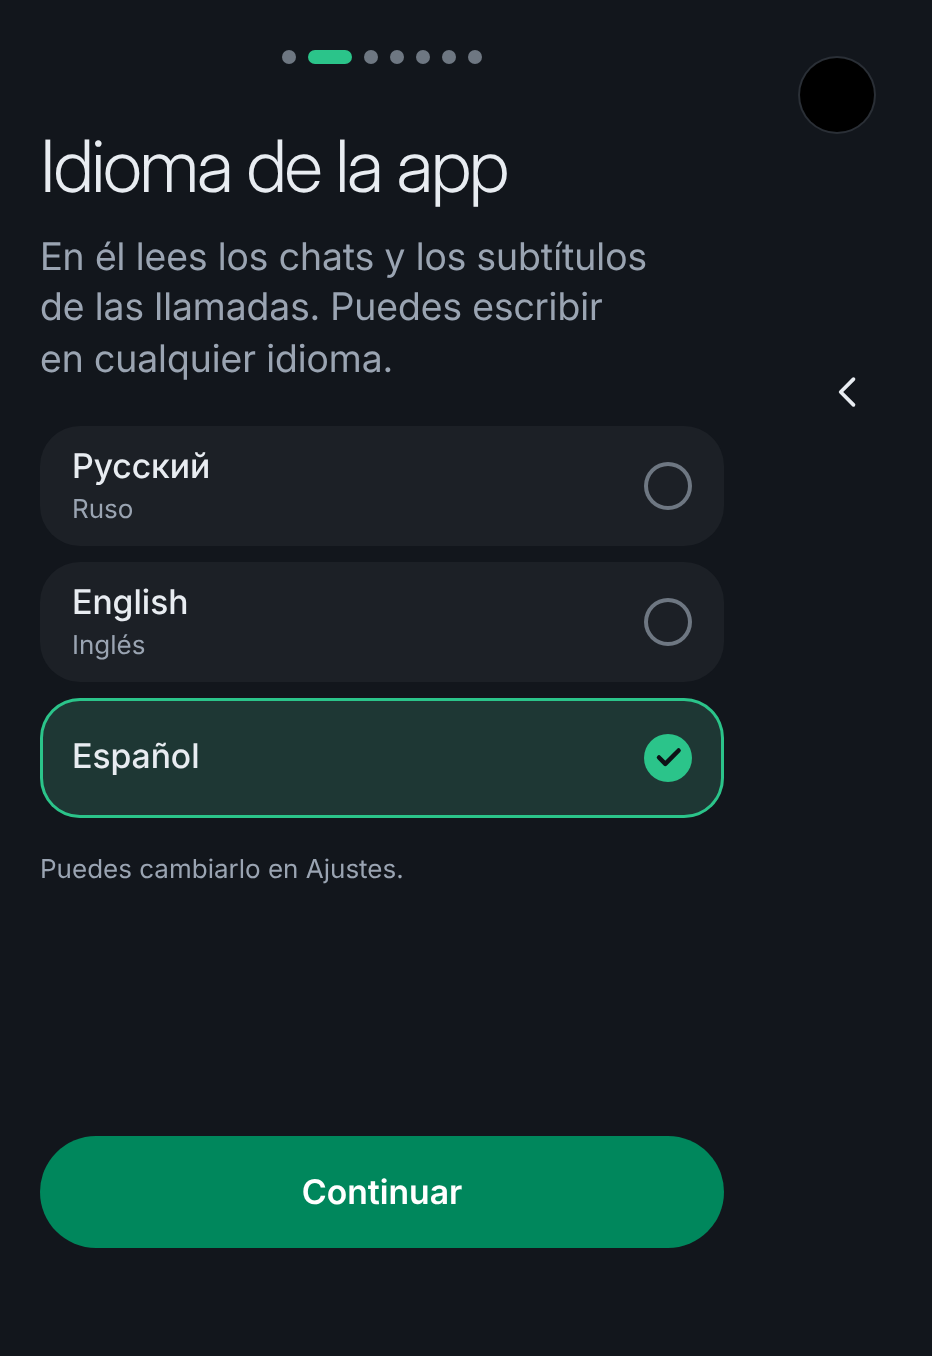 Idioma de la app
En él lees los chats y los subtítulos
de las llamadas. Puedes escribir
en cualquier idioma.
Русский
Ruso
English
Inglés
Español
Puedes cambiarlo en Ajustes.
Continuar